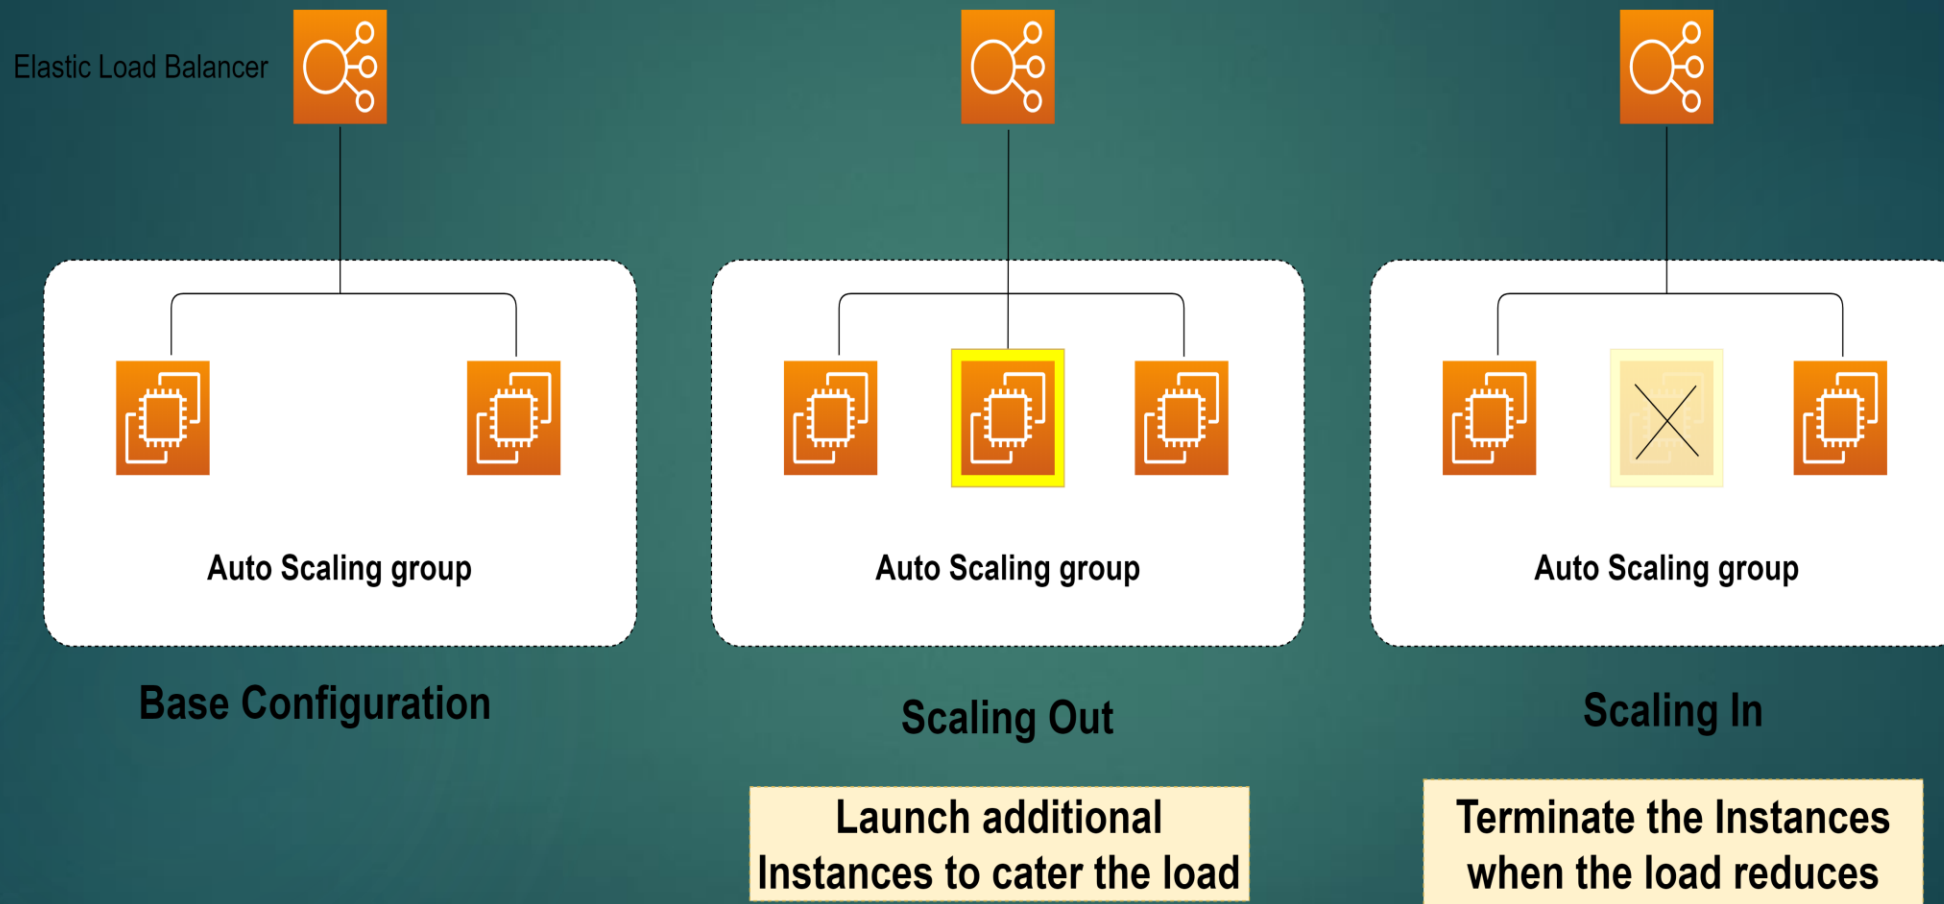 Elastic Load Balancer
Auto Scaling group
Auto Scaling group
Auto Scaling group
Base Configuration
Scaling Out
Scaling In
Launch additional
Instances to cater the load
Terminate the Instances
when the load reduces